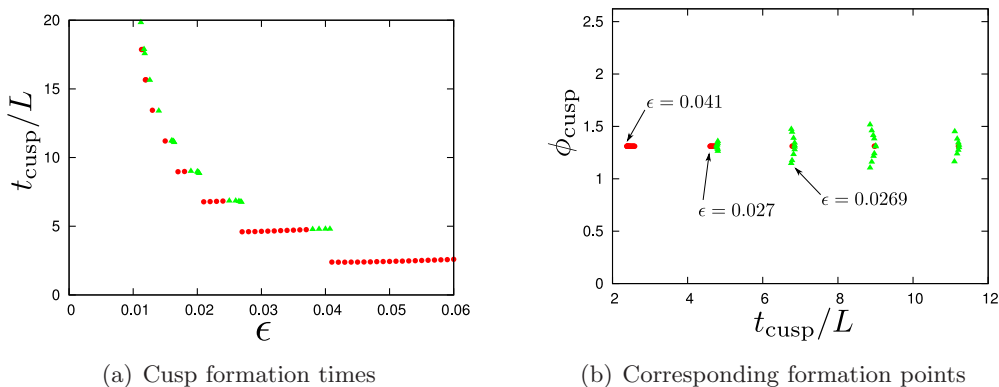 20
15
10
5
0
t_cusp/L
0 0.01 0.02 0.03 0.04 0.05 0.06
ϵ
(a) Cusp formation times
2.5
2
1.5
1
0.5
0
ϕ_cusp
ϵ = 0.041
ϵ = 0.027
ϵ = 0.0269
2 4 6 8 10 12
t_cusp/L
(b) Corresponding formation points